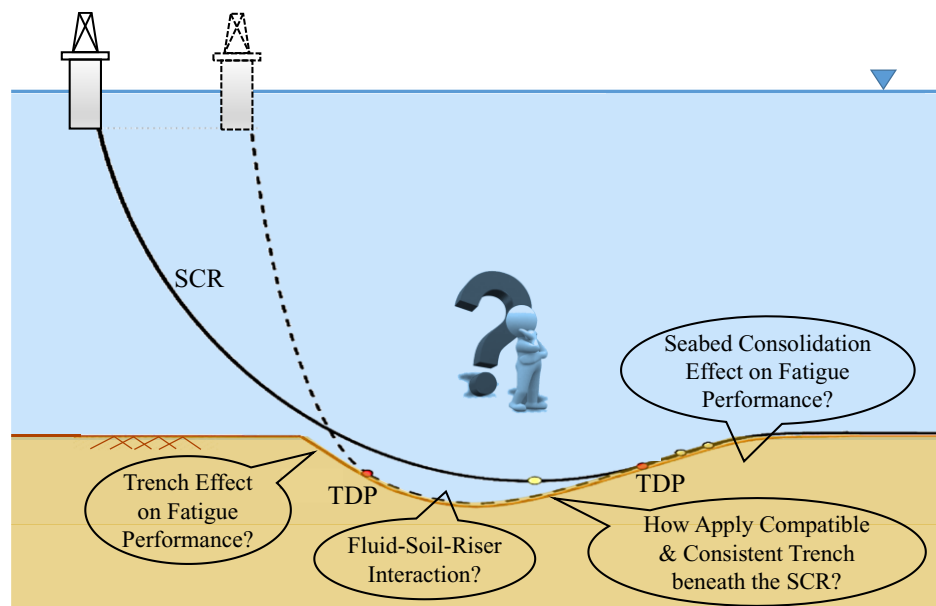 SCR
Seabed Consolidation
Effect on Fatigue
Performance?
Trench Effect
on Fatigue
Performance?
TDP
Fluid-Soil-Riser
Interaction?
TDP
How Apply Compatible
& Consistent Trench
beneath the SCR?